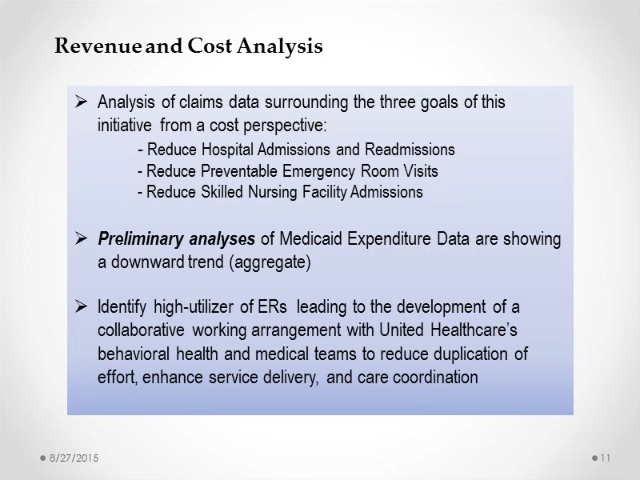 Revenue and Cost Analysis
➢ Analysis of claims data surrounding the three goals of this
initiative from a cost perspective:
- Reduce Hospital Admissions and Readmissions
- Reduce Preventable Emergency Room Visits
- Reduce Skilled Nursing Facility Admissions
➢ Preliminary analyses of Medicaid Expenditure Data are showing
a downward trend (aggregate)
➢ Identify high-utilizer of ERs leading to the development of a
collaborative working arrangement with United Healthcare's
behavioral health and medical teams to reduce duplication of
effort, enhance service delivery, and care coordination
8/27/2015
11